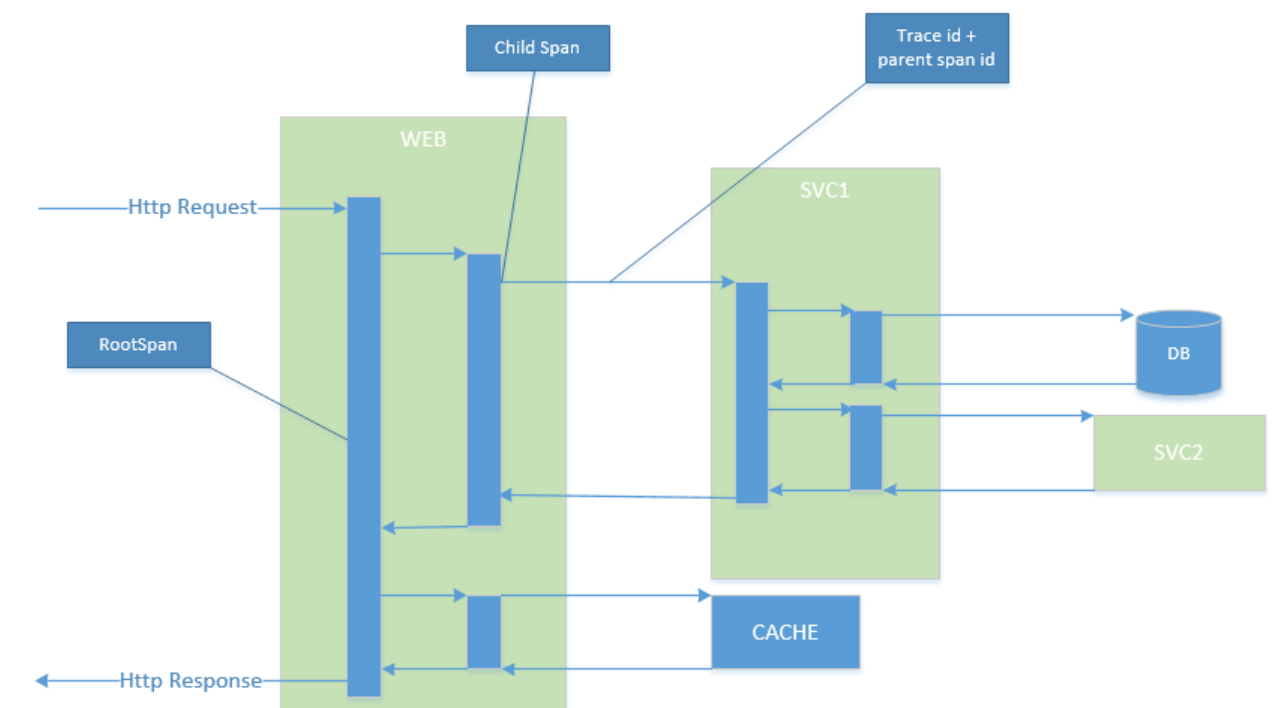 Trace id +
parent span id
Child Span
WEB
SVC1
Http Request
RootSpan
DB
SVC2
CACHE
Http Response